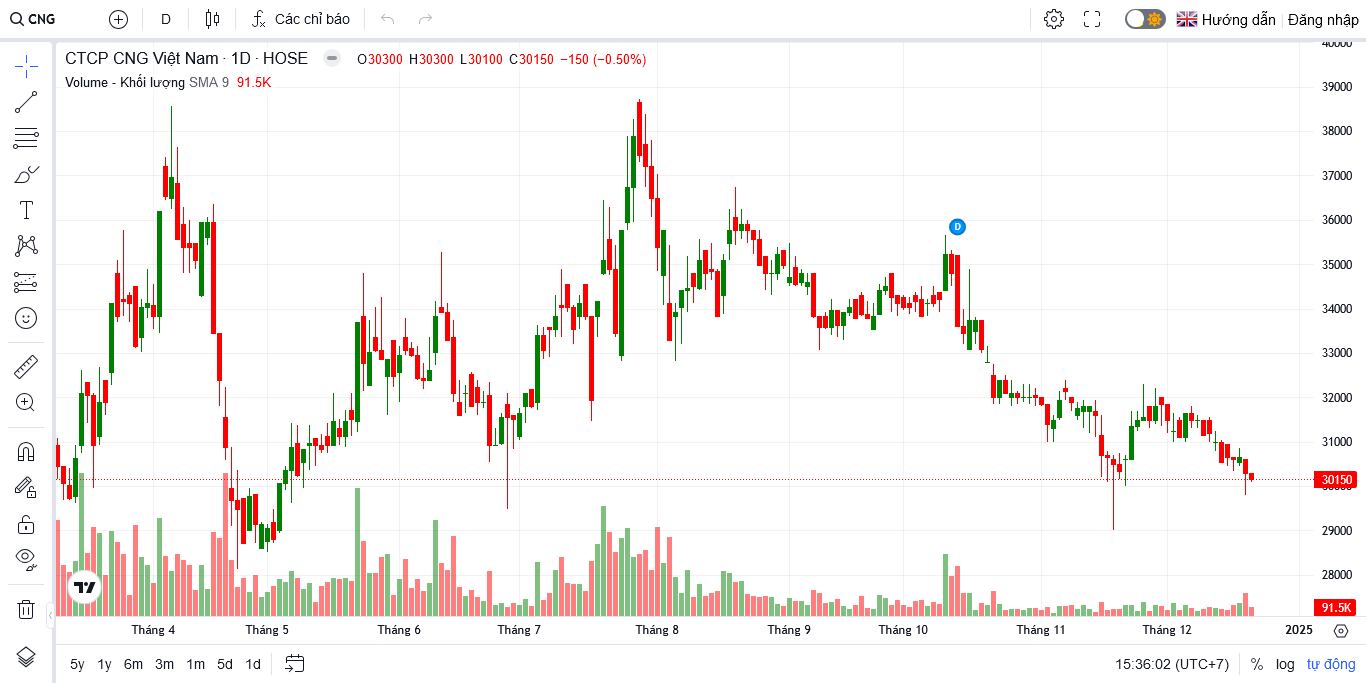 CNG D Các chỉ báo Hướng dẫn Đăng nhập
CTCP CNG Việt Nam · 1D · HOSE O30300 H30300 L30100 C30150 −150 (−0.50%)
Volume - Khối lượng SMA 9 91.5K
40000
39000
38000
37000
36000
D
35000
34000
33000
32000
31000
30150
30000
29000
28000
91.5K
Tháng 4 Tháng 5 Tháng 6 Tháng 7 Tháng 8 Tháng 9 Tháng 10 Tháng 11 Tháng 12 2025
5y 1y 6m 3m 1m 5d 1d 15:36:02 (UTC+7) % log tự động